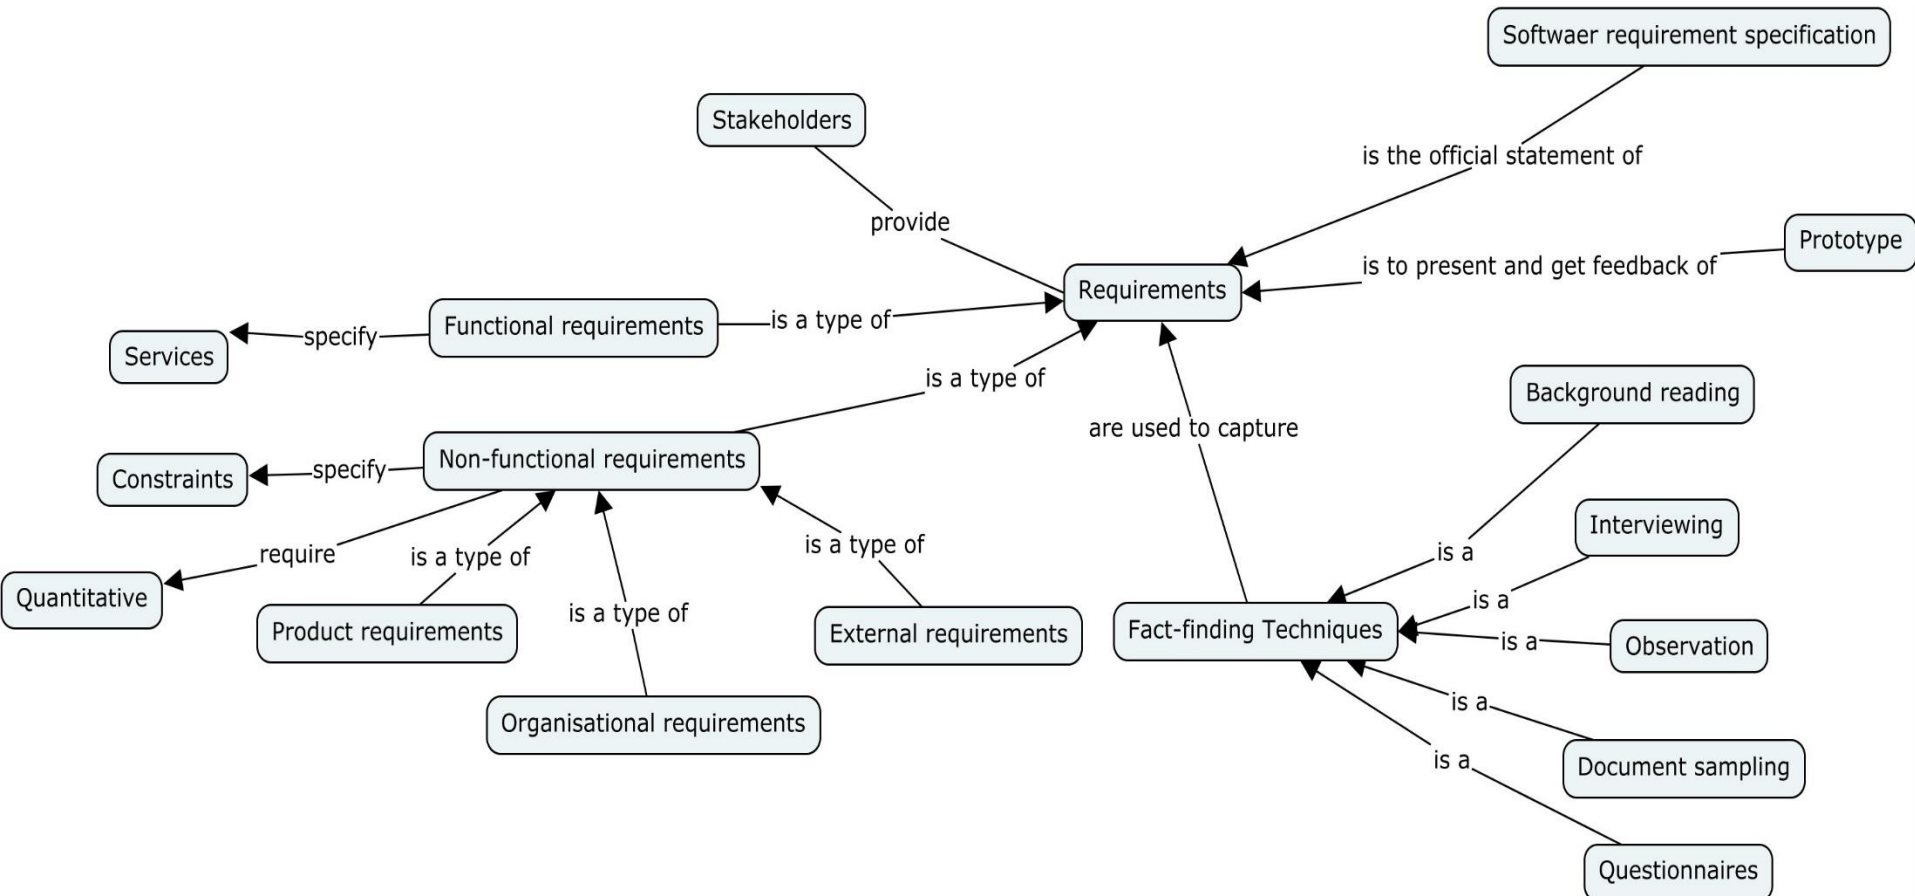 Softwaer requirement specification
Stakeholders
is the official statement of
provide
Prototype
is to present and get feedback of
Requirements
Functional requirements
is a type of
specify
Services
is a type of
Background reading
are used to capture
Non-functional requirements
specify
Constraints
Interviewing
is a type of
is a type of
require
is a
Quantitative
is a
is a type of
Product requirements
External requirements
Fact-finding Techniques
is a
Observation
is a
Organisational requirements
is a
Document sampling
Questionnaires